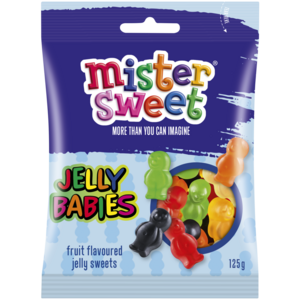 mister
sweet
MORE THAN YOU CAN IMAGINE
JELLY
BABIES
fruit flavoured
jelly sweets
125g